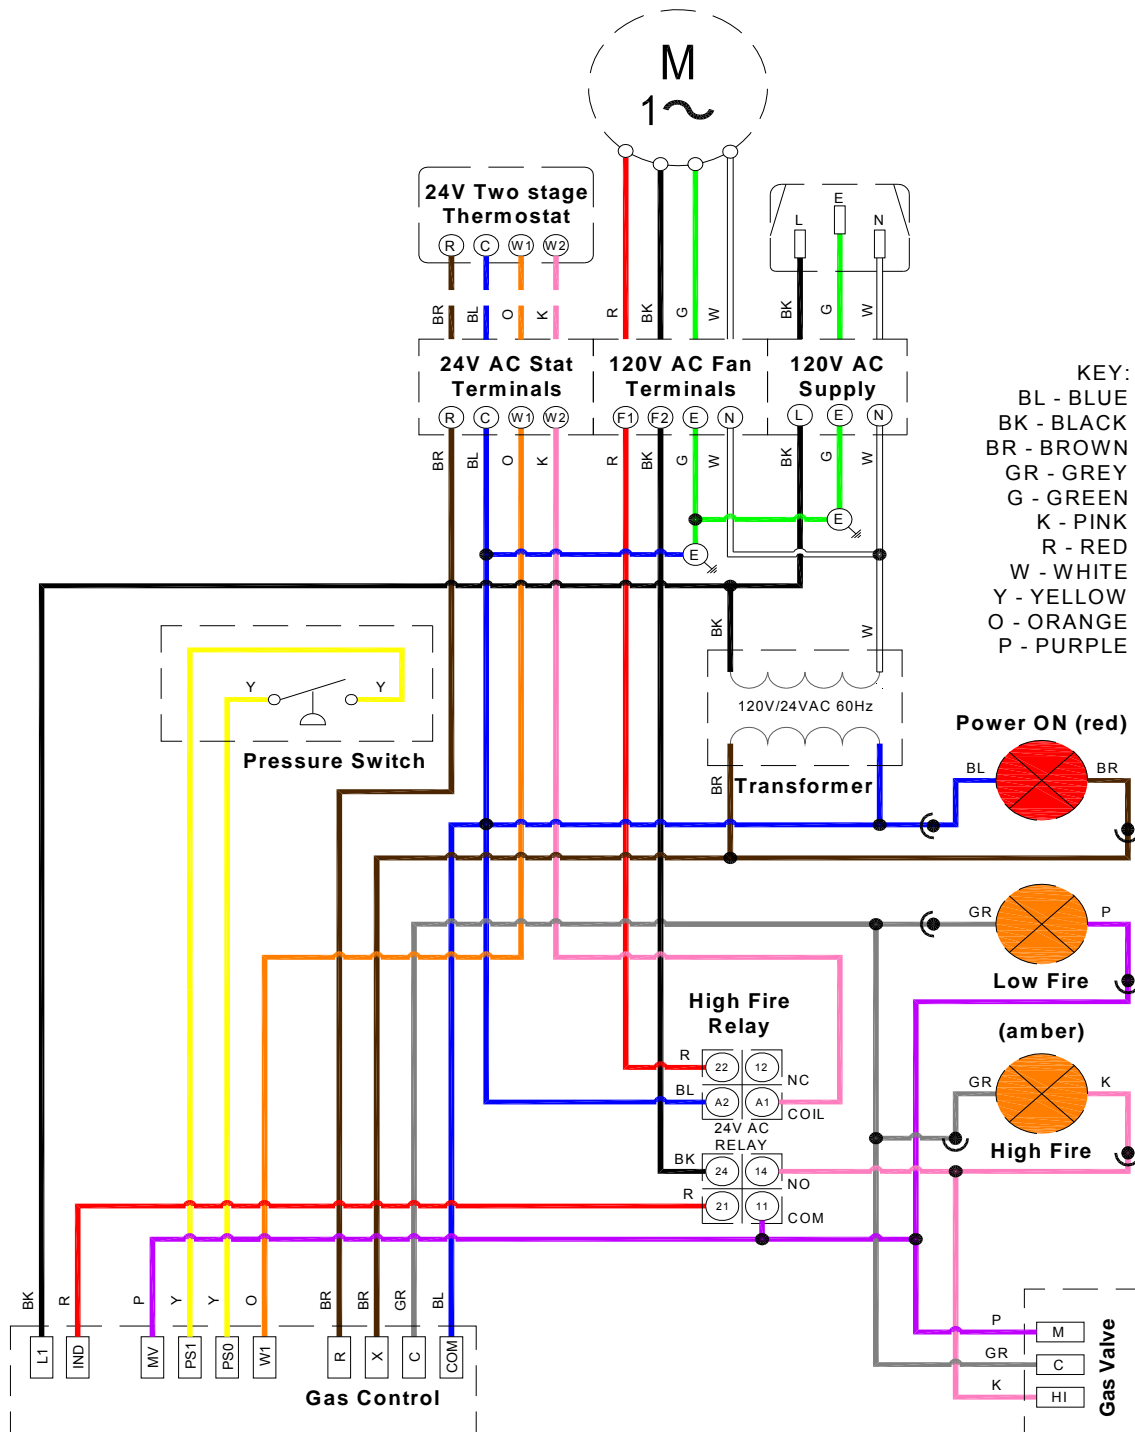 M
1
24V Two stage
Thermostat
R C W1 W2
L E N
BR BL O K R BK G W BK G W
24V AC Stat
Terminals
120V AC Fan
Terminals
120V AC
Supply
R C W1 W2 F1 F2 E N L E N
BR BL O K R BK G W BK G W
E
E
KEY:
BL - BLUE
BK - BLACK
BR - BROWN
GR - GREY
G - GREEN
K - PINK
R - RED
W - WHITE
Y - YELLOW
O - ORANGE
P - PURPLE
BK W
Y Y
Pressure Switch
120V/24VAC 60Hz
Transformer
BR
Power ON (red)
BL BR
GR P
Low Fire
(amber)
GR K
High Fire
High Fire
Relay
R 22 12 NC
BL A2 A1 COIL
24V AC
RELAY
BK 24 14 NO
R 21 11 COM
BK R P Y Y O BR BR GR BL
L1 IND MV PS1 PS0 W1 R X C COM
Gas Control
P M
GR C
K HI
Gas Valve